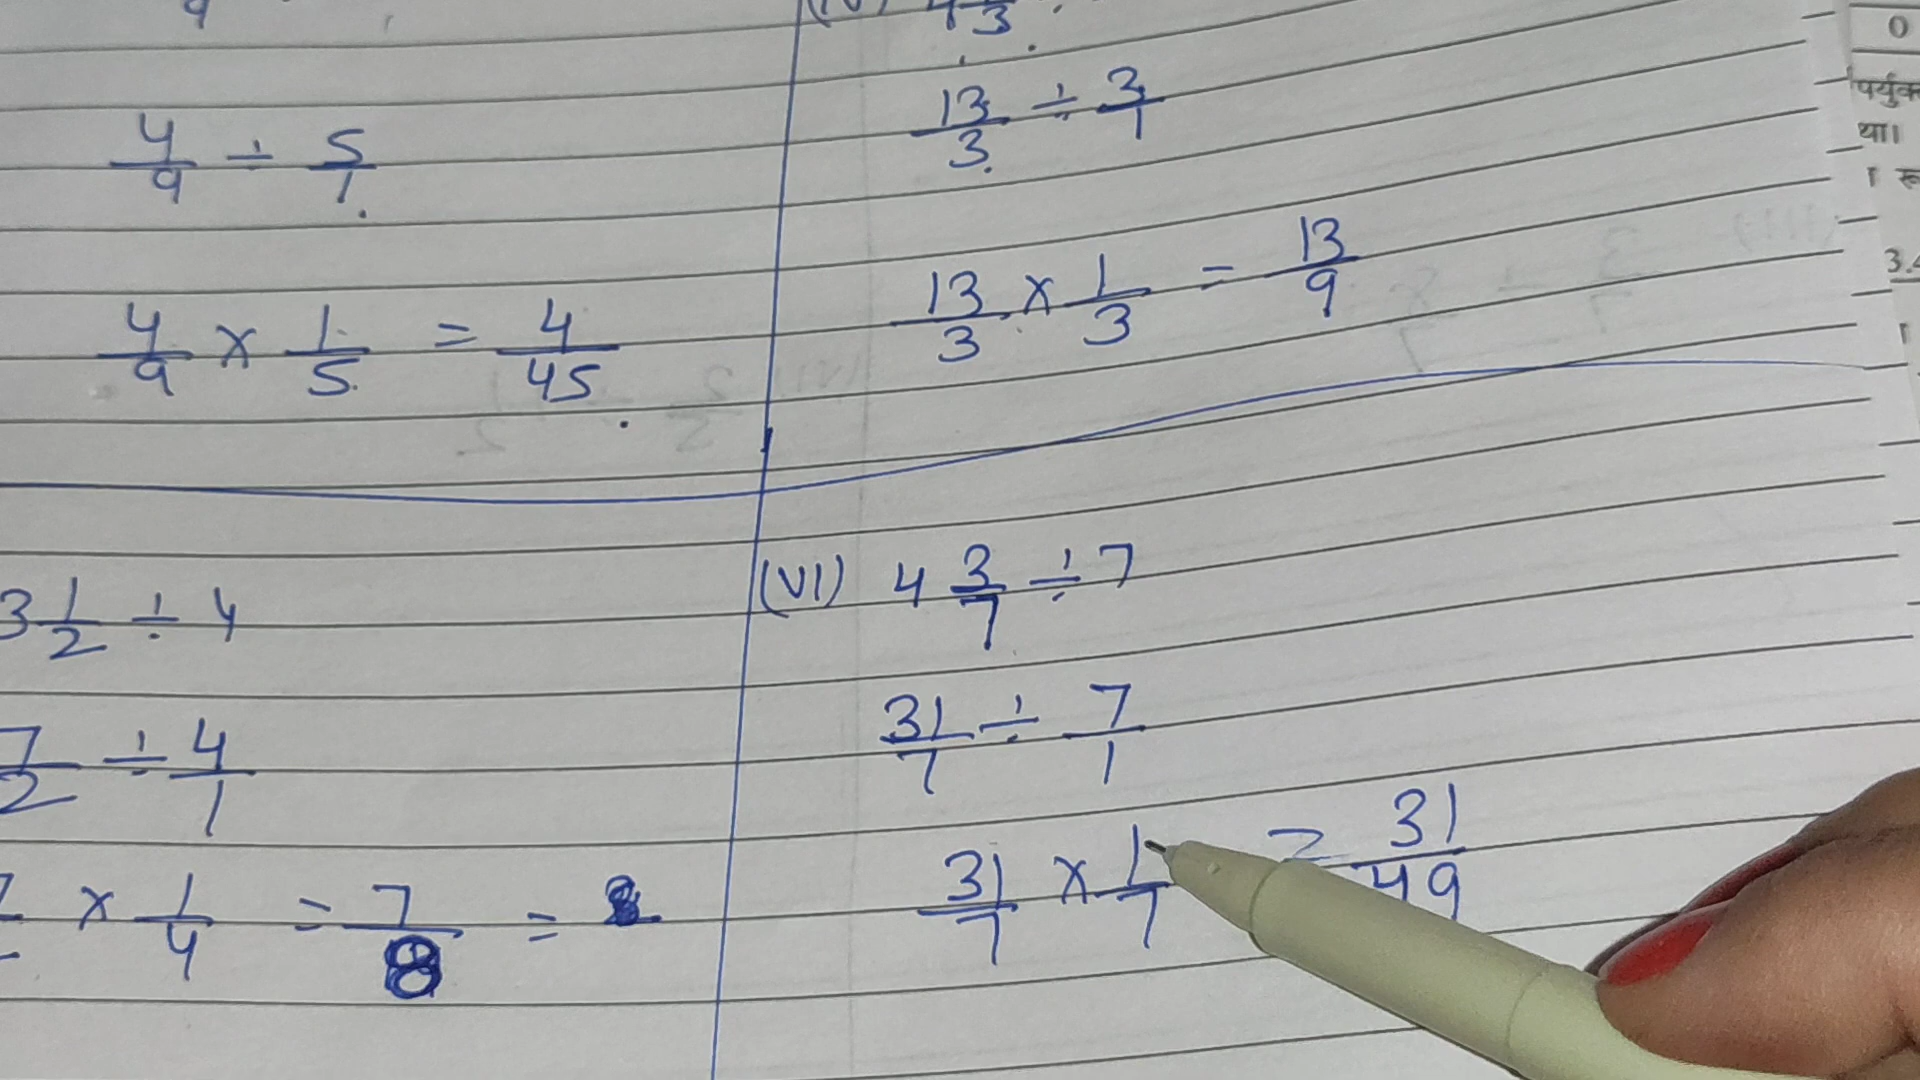 4/9 ÷ 5/1
4/9 × 1/5 = 4/45
13/3 ÷ 3/1
13/3 × 1/3 = 13/9
3 1/2 ÷ 4
7/2 ÷ 4/1
× 1/4 = 7/8 =
(VI) 4 3/7 ÷ 7
31/7 ÷ 7/1
31/7 × 1/7 = 31/49
0
था।
3.4